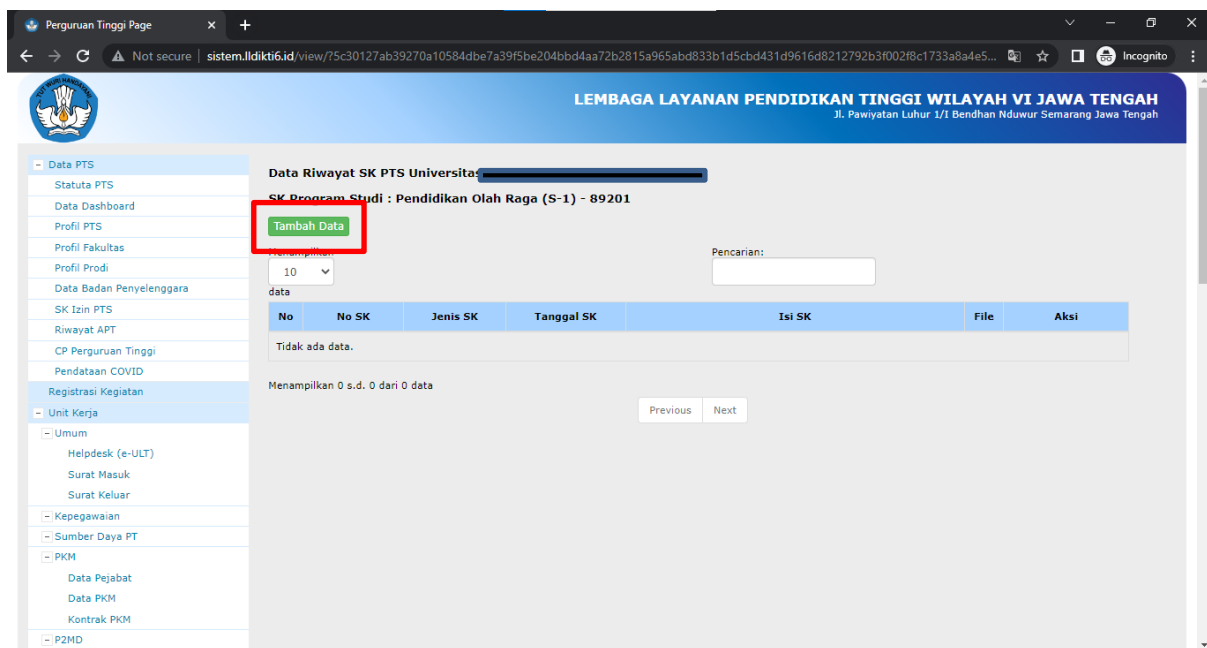 Perguruan Tinggi Page
Not secure | sistem.lldikti6.id/view/?5c30127ab39270a10584dbe7a39f5be204bbd4aa72b2815a965abd833b1d5cbd431d9616d8212792b3f002f8c1733a8a4e5...
Incognito
LEMBAGA LAYANAN PENDIDIKAN TINGGI WILAYAH VI JAWA TENGAH
Jl. Pawiyatan Luhur 1/I Bendhan Nduwur Semarang Jawa Tengah
Data PTS
Statuta PTS
Data Dashboard
Profil PTS
Profil Fakultas
Profil Prodi
Data Badan Penyelenggara
SK Izin PTS
Riwayat APT
CP Perguruan Tinggi
Pendataan COVID
Registrasi Kegiatan
Unit Kerja
Umum
Helpdesk (e-ULT)
Surat Masuk
Surat Keluar
Kepegawaian
Sumber Daya PT
PKM
Data Pejabat
Data PKM
Kontrak PKM
P2MD
Data Riwayat SK PTS Universitas
SK Program Studi : Pendidikan Olah Raga (S-1) - 89201
Tambah Data
Menampilkan
10
data
Pencarian:
No No SK Jenis SK Tanggal SK Isi SK File Aksi
Tidak ada data.
Menampilkan 0 s.d. 0 dari 0 data
Previous Next